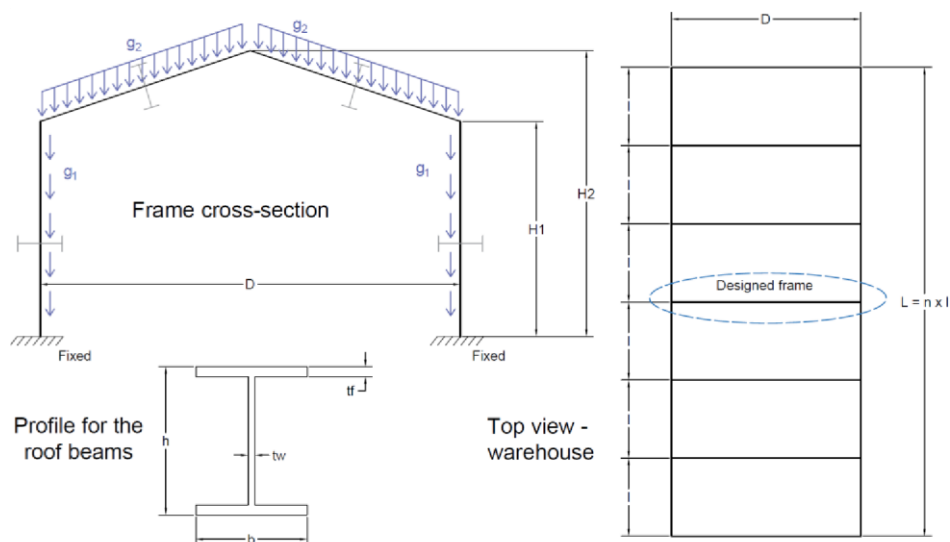 g2
g2
g1
g1
Frame cross-section
D
H1
H2
Fixed
Fixed
Profile for the
roof beams
h
tf
tw
b
D
Designed frame
L = n x l
Top view -
warehouse